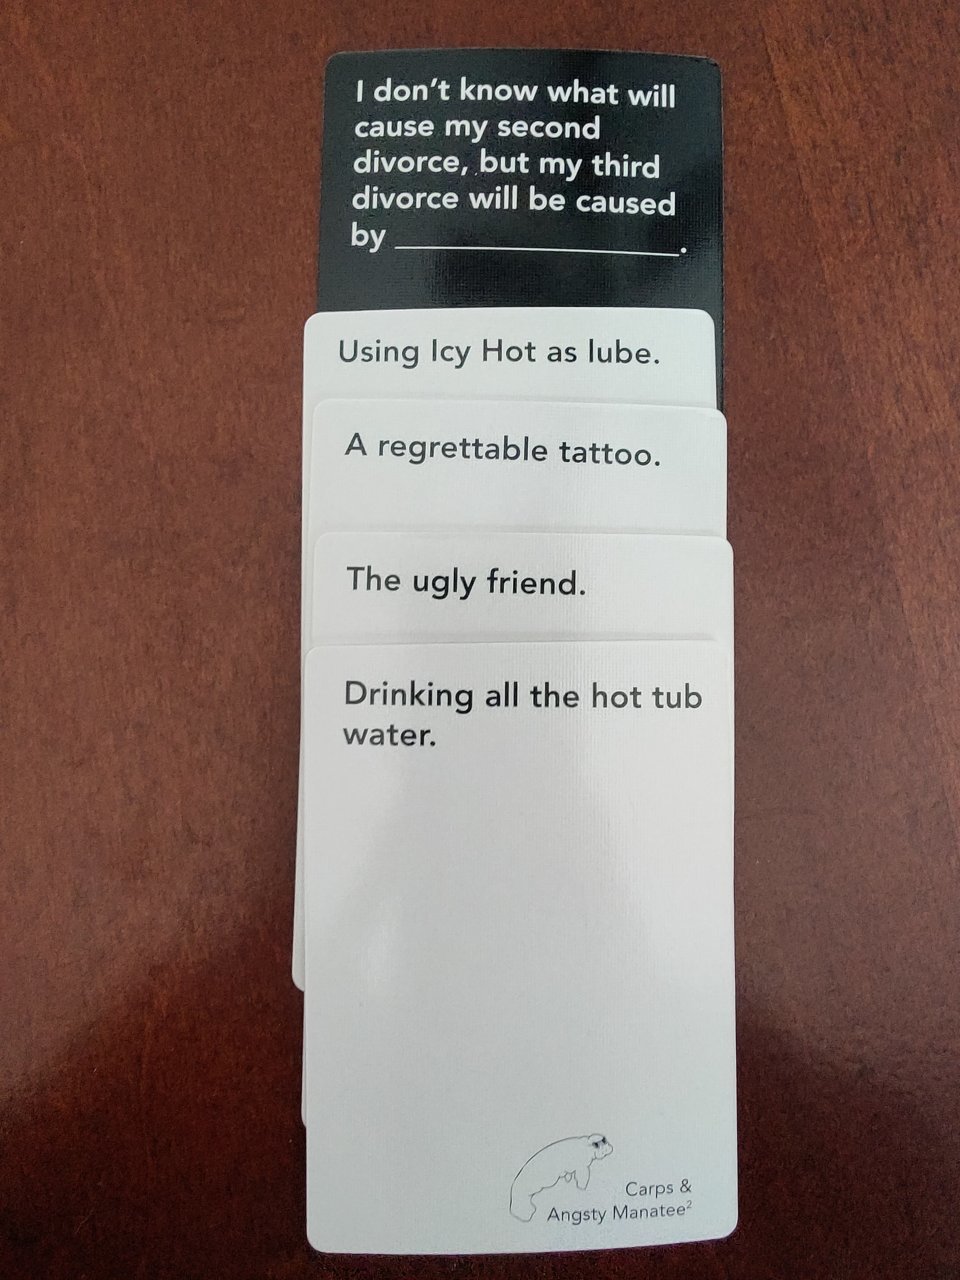 I don't know what will
cause my second
divorce, but my third
divorce will be caused
by ____________________.
Using Icy Hot as lube.
A regrettable tattoo.
The ugly friend.
Drinking all the hot tub
water.
Carps &
Angsty Manatee²